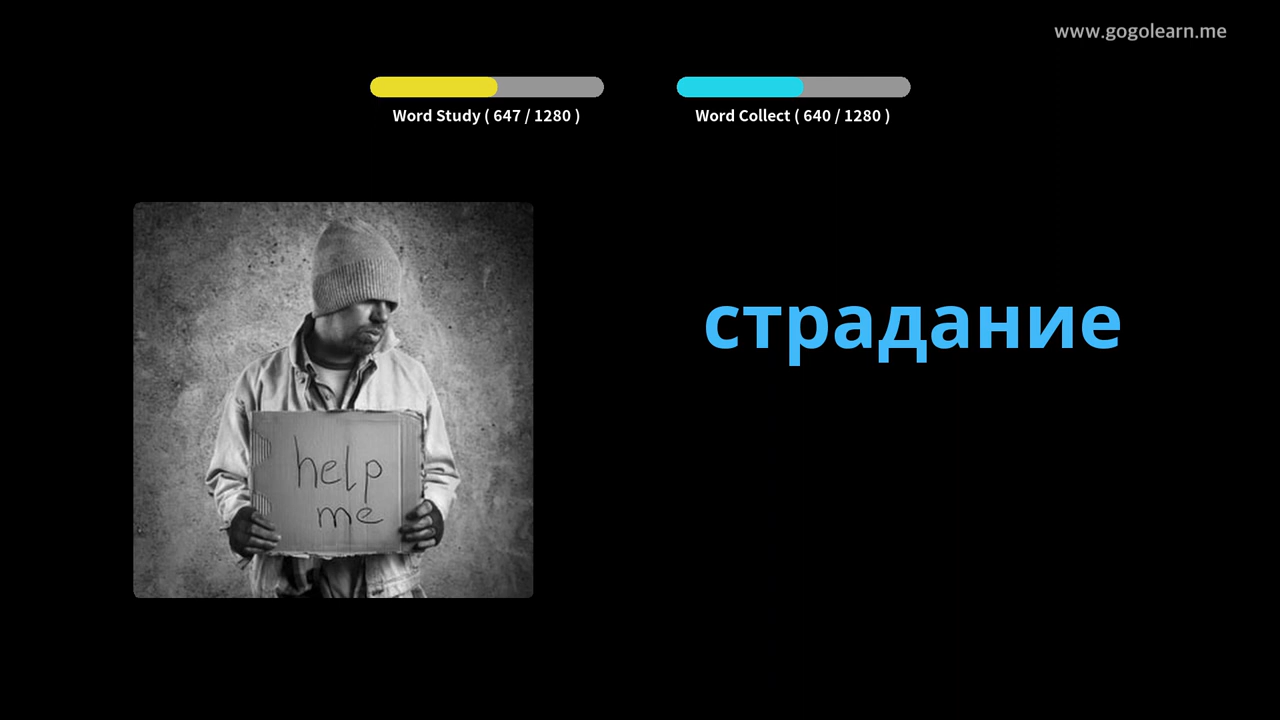 www.gogolearn.me
Word Study ( 647 / 1280 )
Word Collect ( 640 / 1280 )
страдание
help
me